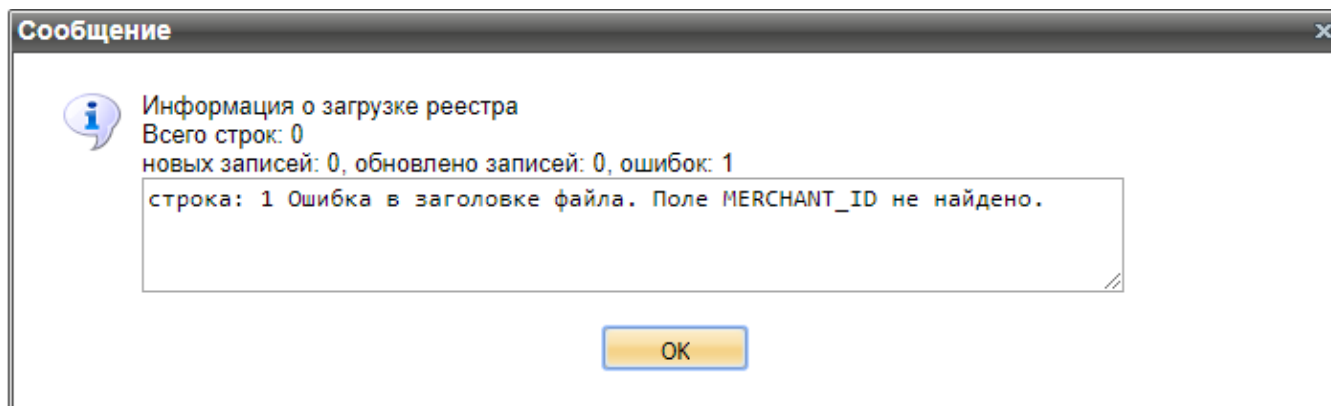 Сообщение
Информация о загрузке реестра
Всего строк: 0
новых записей: 0, обновлено записей: 0, ошибок: 1
строка: 1 Ошибка в заголовке файла. Поле MERCHANT_ID не найдено.
OK